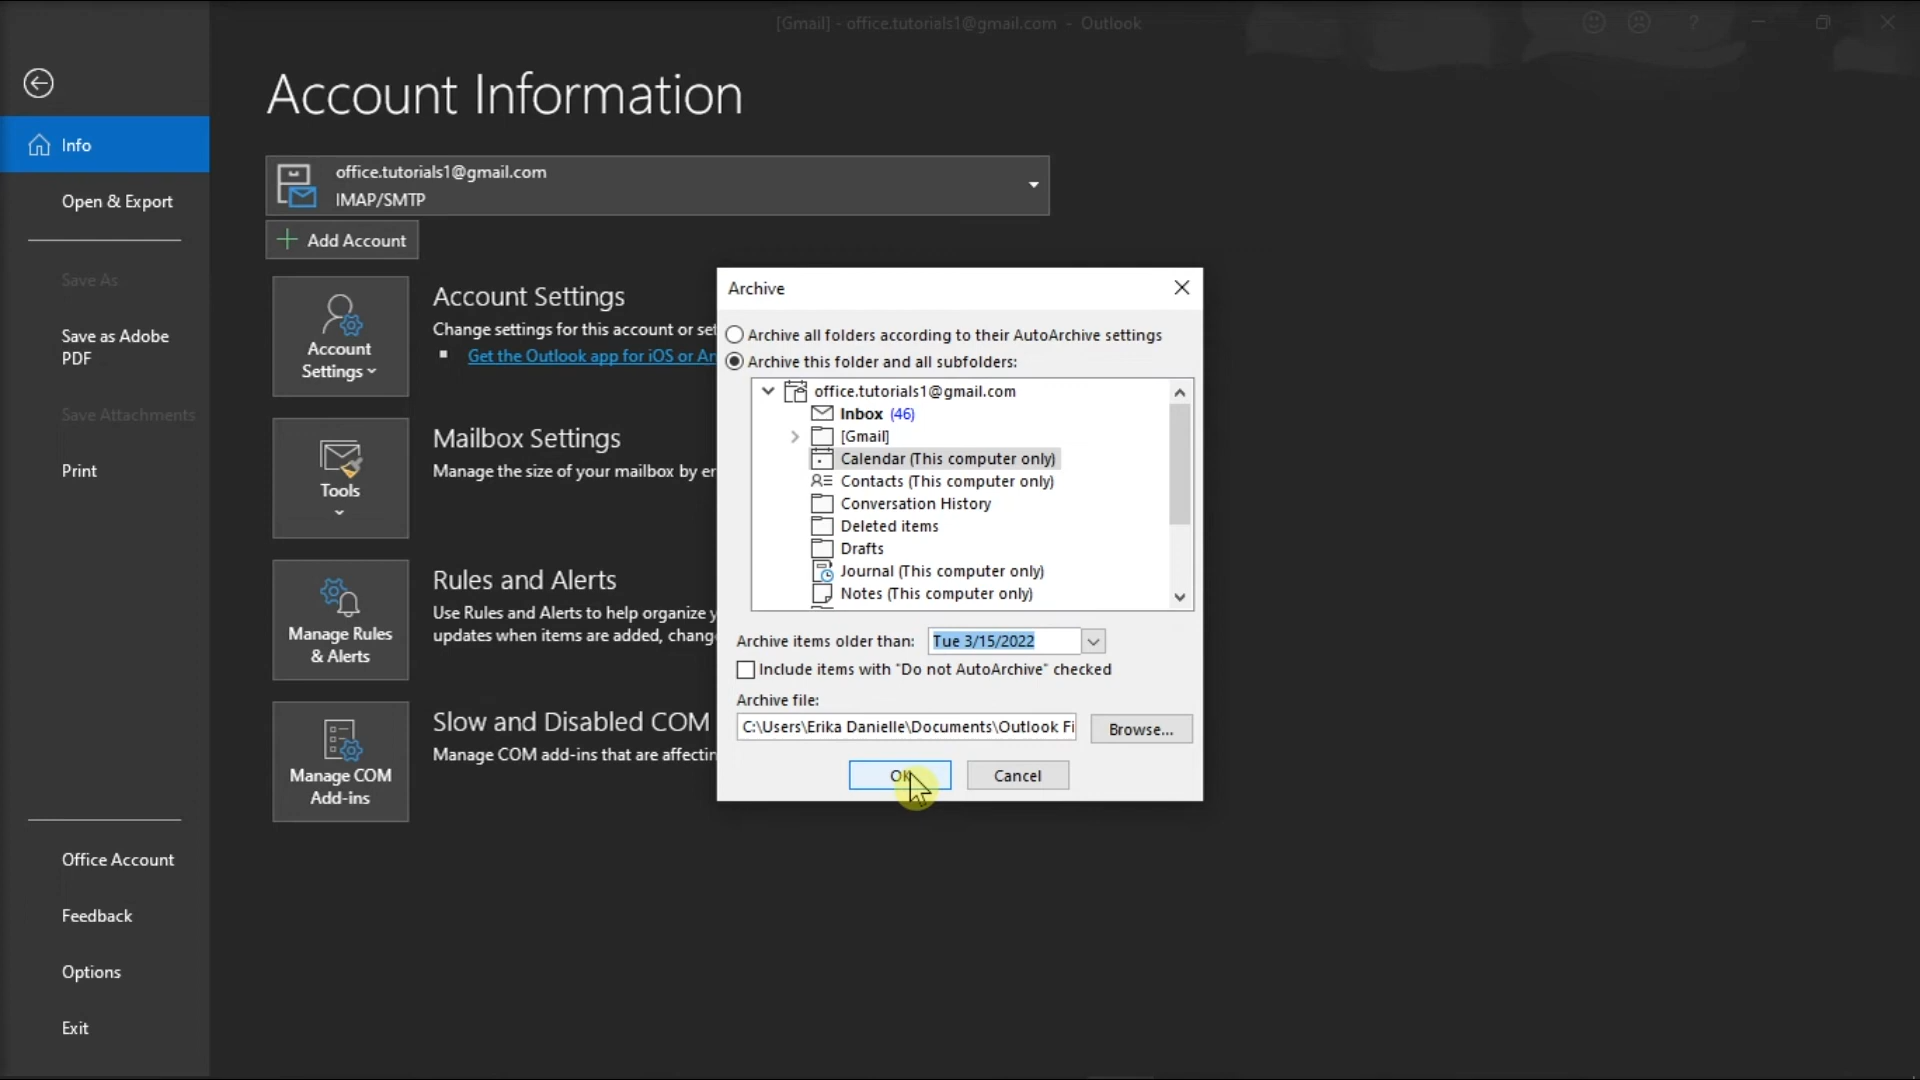 [Gmail] - office.tutorials1@gmail.com - Outlook
?
Account Information
Info
Open & Export
Save As
Save as Adobe
PDF
Save Attachments
Print
Office Account
Feedback
Options
Exit
office.tutorials1@gmail.com
IMAP/SMTP
Add Account
Account
Settings
Account Settings
Change settings for this account or set
Get the Outlook app for iOS or An
Tools
Mailbox Settings
Manage the size of your mailbox by er
Manage Rules
& Alerts
Rules and Alerts
Use Rules and Alerts to help organize y
updates when items are added, chang
Manage COM
Add-ins
Slow and Disabled COM
Manage COM add-ins that are affectin
Archive
Archive all folders according to their AutoArchive settings
Archive this folder and all subfolders:
office.tutorials1@gmail.com
Inbox (46)
[Gmail]
Calendar (This computer only)
Contacts (This computer only)
Conversation History
Deleted items
Drafts
Journal (This computer only)
Notes (This computer only)
Archive items older than: Tue 3/15/2022
Include items with "Do not AutoArchive" checked
Archive file:
C:\Users\Erika Danielle\Documents\Outlook Fi Browse...
OK Cancel